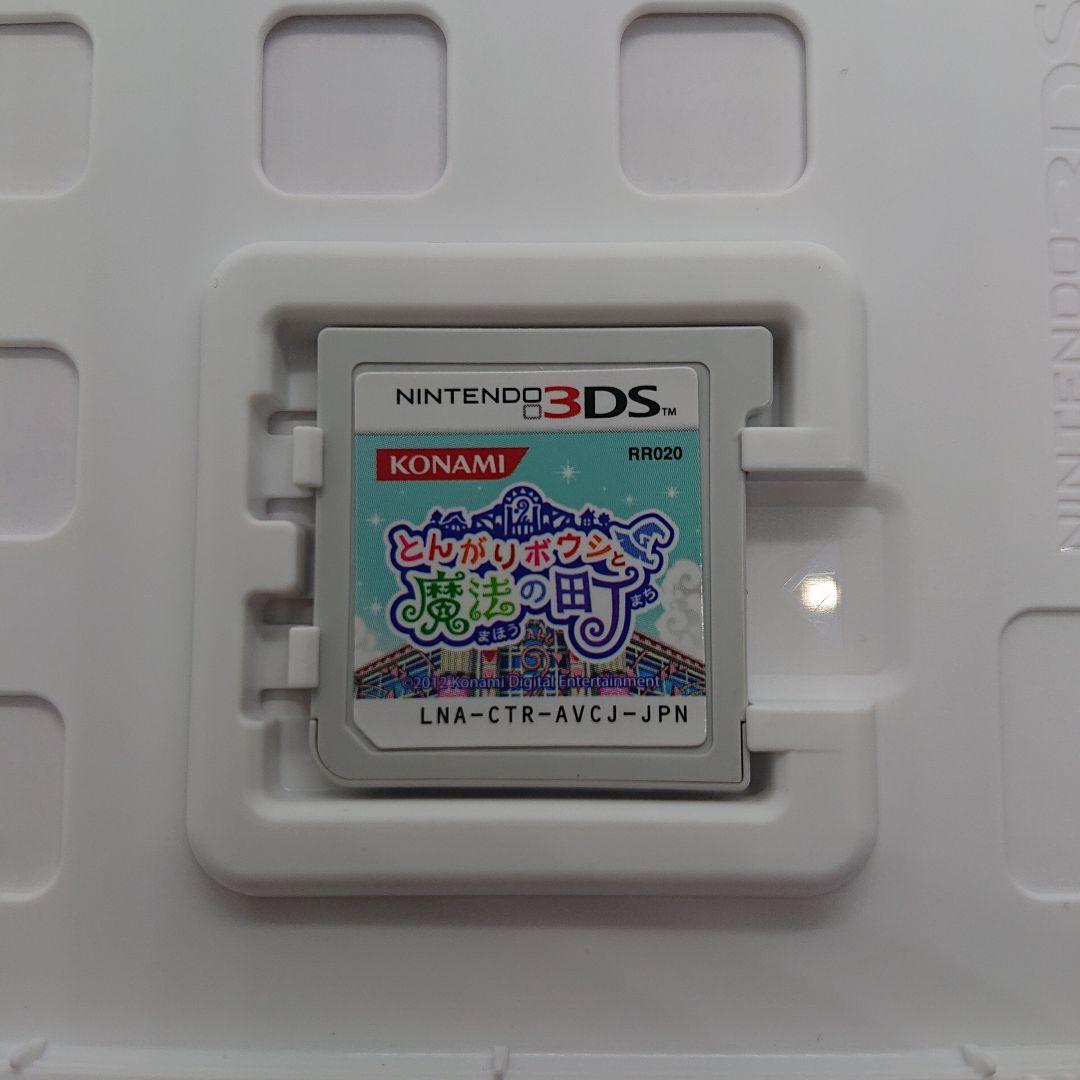 NINTENDO 3DS™
KONAMI
RR020
とんがりボウシと
魔法の町
まほう
まち
©2012 Konami Digital Entertainment
LNA-CTR-AVCJ-JPN
NINTENDO 3DS